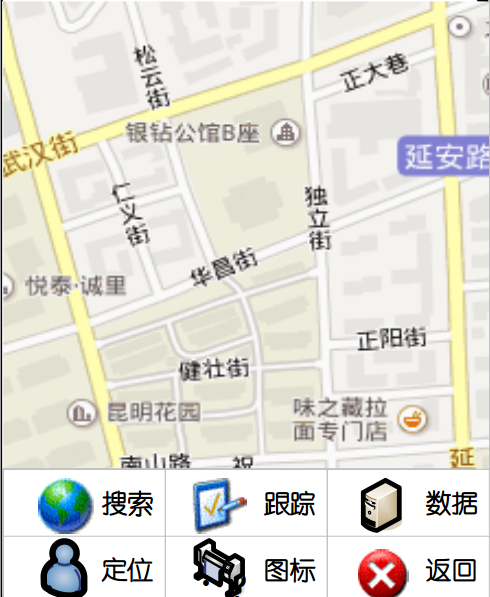 松云街
正大巷
银钻公馆B座
武汉街
延安路
仁义街
独立街
华昌街
悦泰·诚里
正阳街
健壮街
昆明花园
味之藏拉
面专门店
南山路
祝
延
搜索
跟踪
数据
定位
图标
返回